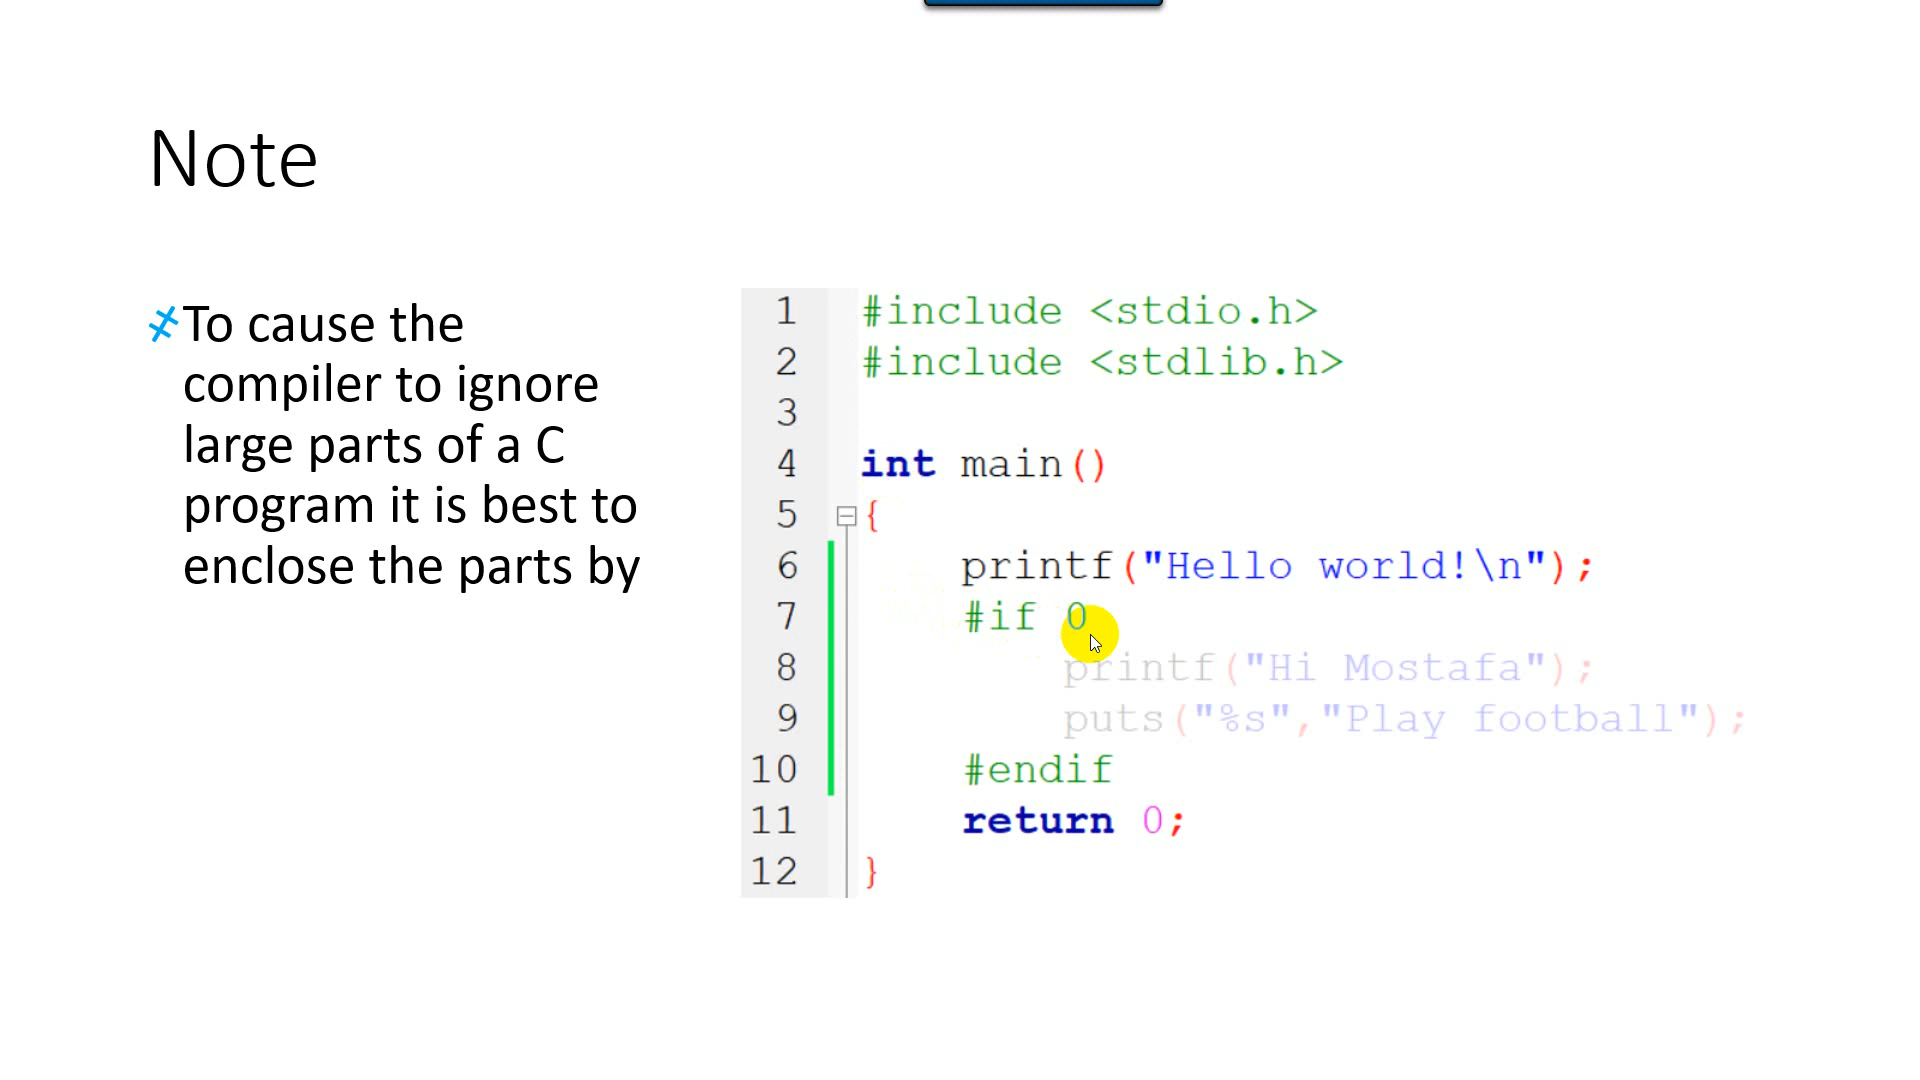 Note
To cause the
compiler to ignore
large parts of a C
program it is best to
enclose the parts by
1 #include <stdio.h>
2 #include <stdlib.h>
3
4 int main()
5 {
6 printf("Hello world!\n");
7 #if 0
8 printf("Hi Mostafa");
9 puts("%s","Play football");
10 #endif
11 return 0;
12 }